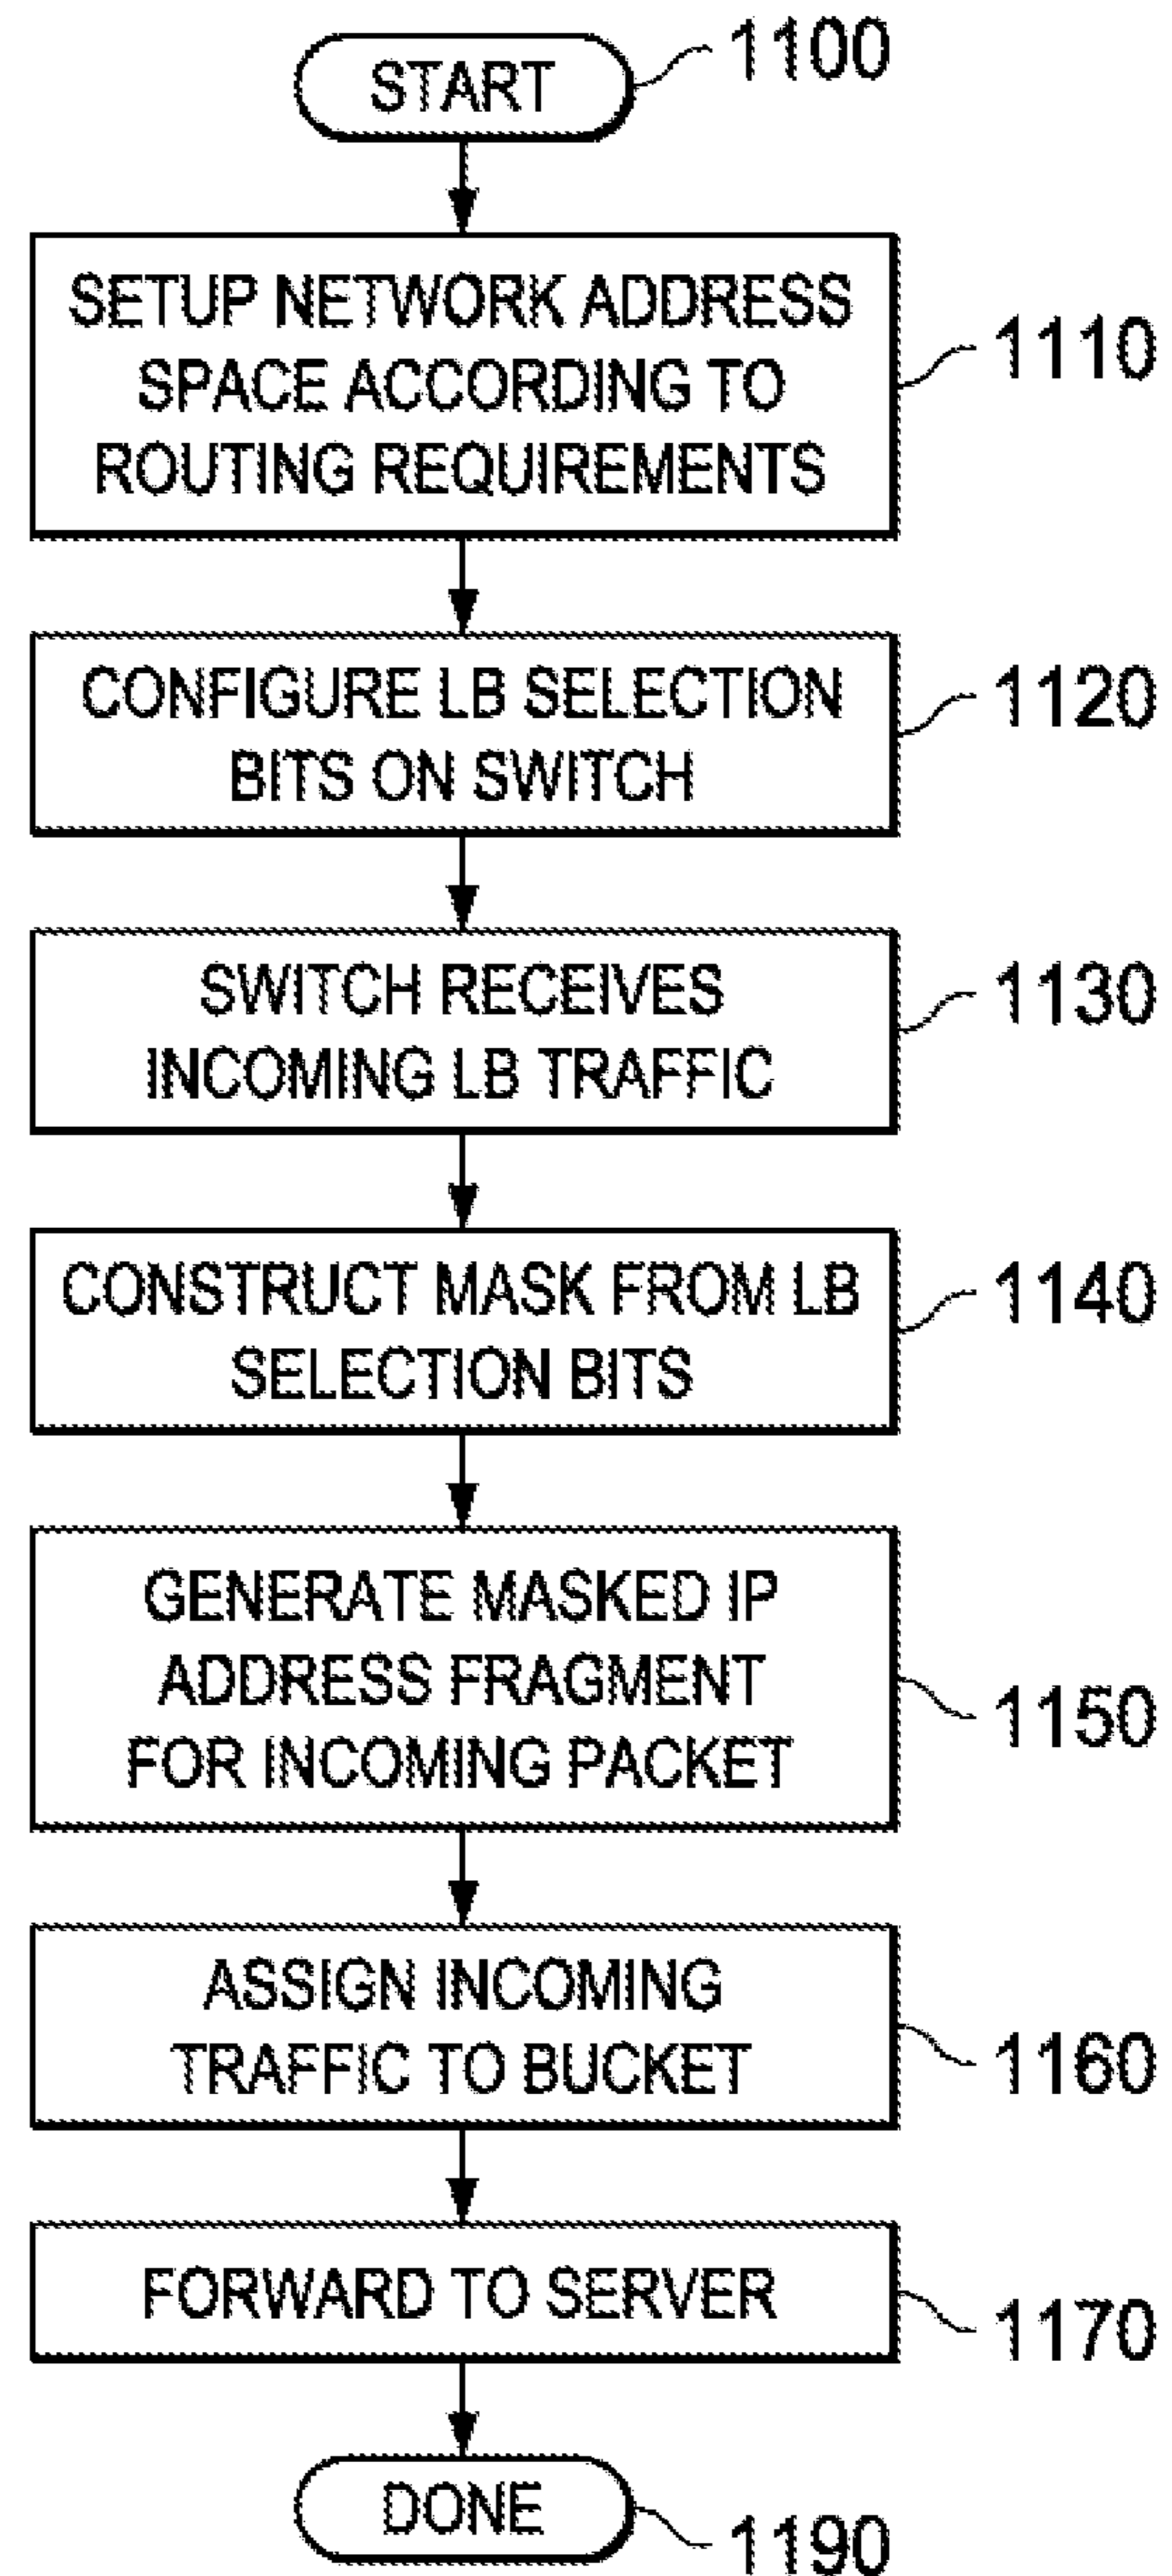 START
1100
SETUP NETWORK ADDRESS
SPACE ACCORDING TO
ROUTING REQUIREMENTS
1110
CONFIGURE LB SELECTION
BITS ON SWITCH
1120
SWITCH RECEIVES
INCOMING LB TRAFFIC
1130
CONSTRUCT MASK FROM LB
SELECTION BITS
1140
GENERATE MASKED IP
ADDRESS FRAGMENT
FOR INCOMING PACKET
1150
ASSIGN INCOMING
TRAFFIC TO BUCKET
1160
FORWARD TO SERVER
1170
DONE
1190